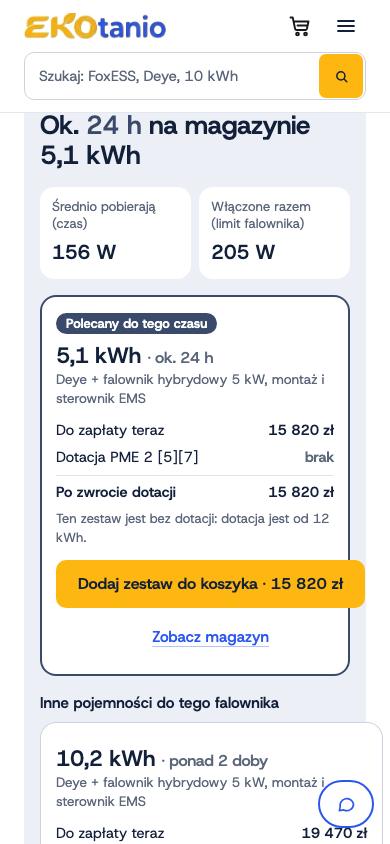 EKOtanio
Szukaj: FoxESS, Deye, 10 kWh
Ok. 24 h na magazynie
5,1 kWh
Średnio pobierają
(czas)
156 W
Włączone razem
(limit falownika)
205 W
Polecany do tego czasu
5,1 kWh · ok. 24 h
Deye + falownik hybrydowy 5 kW, montaż i
sterownik EMS
Do zapłaty teraz 15 820 zł
Dotacja PME 2 [5][7] brak
Po zwrocie dotacji 15 820 zł
Ten zestaw jest bez dotacji: dotacja jest od 12
kWh.
Dodaj zestaw do koszyka · 15 820 zł
Zobacz magazyn
Inne pojemności do tego falownika
10,2 kWh · ponad 2 doby
Deye + falownik hybrydowy 5 kW, montaż i
sterownik EMS
Do zapłaty teraz 19 470 zł